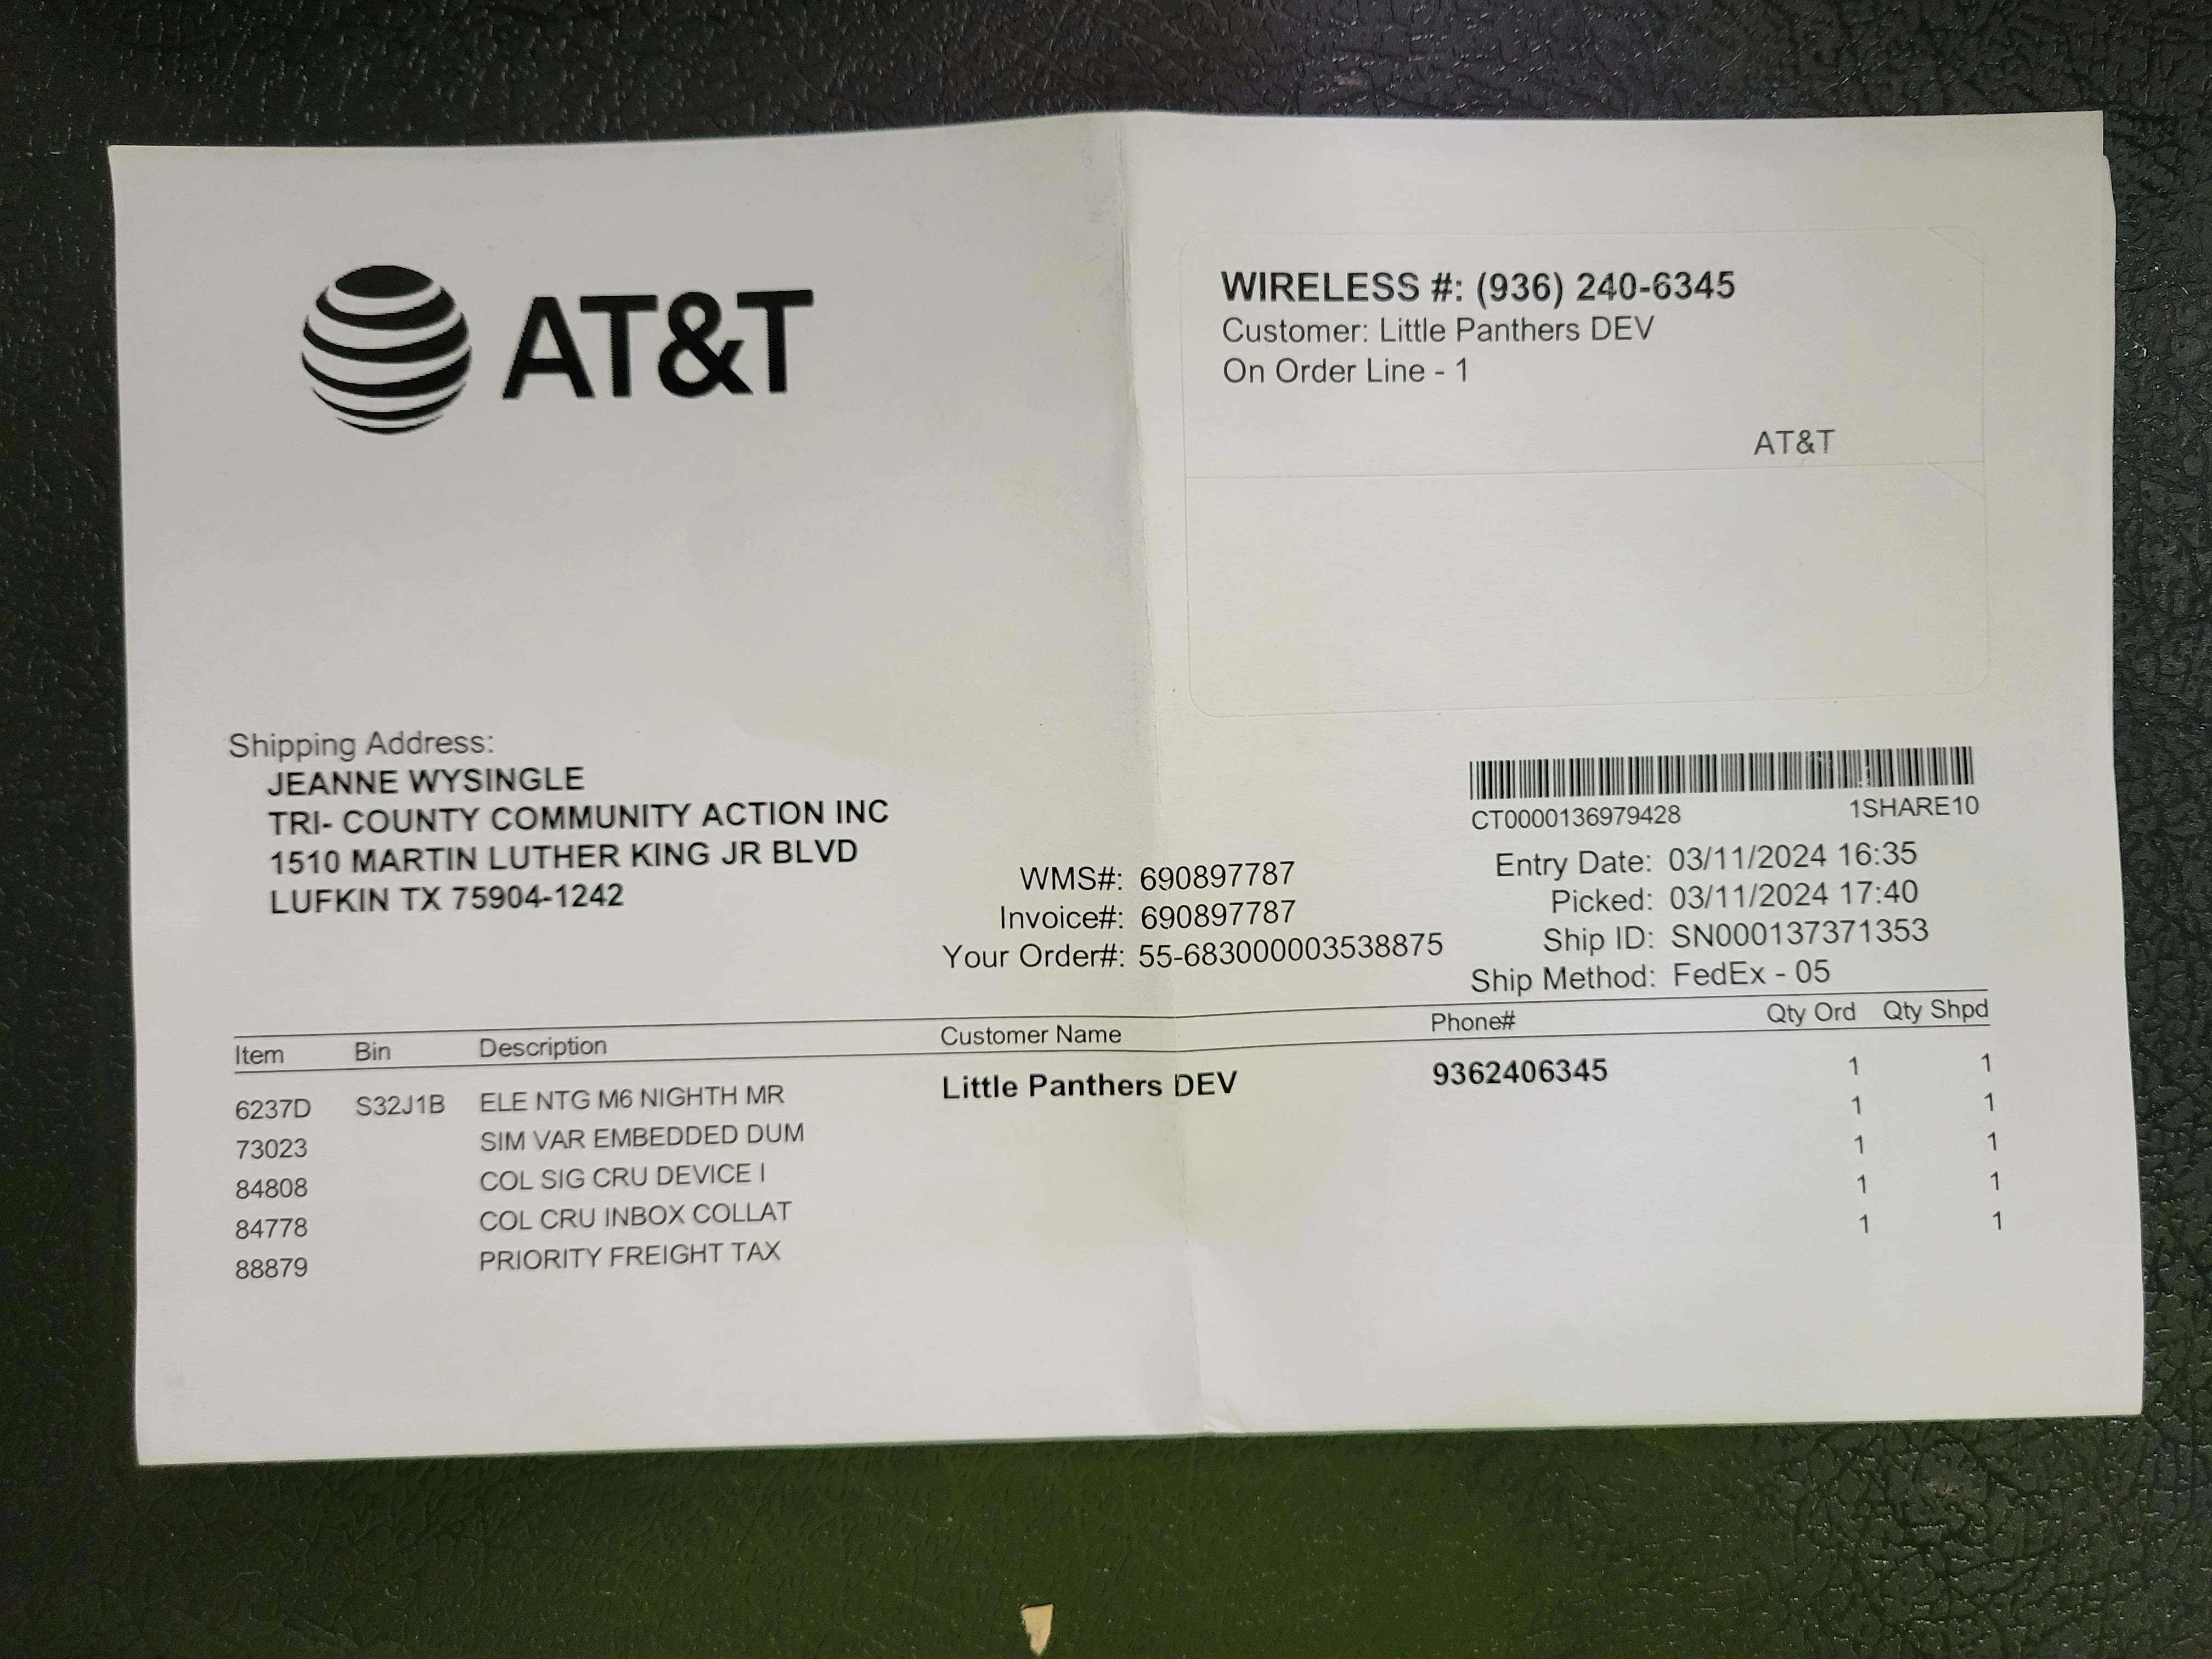 AT&T
WIRELESS #: (936) 240-6345
Customer: Little Panthers DEV
On Order Line - 1
AT&T
Shipping Address:
JEANNE WYSINGLE
TRI- COUNTY COMMUNITY ACTION INC
1510 MARTIN LUTHER KING JR BLVD
LUFKIN TX 75904-1242
WMS#: 690897787
Invoice#: 690897787
Your Order#: 55-683000003538875
CT0000136979428 1SHARE10
Entry Date: 03/11/2024 16:35
Picked: 03/11/2024 17:40
Ship ID: SN000137371353
Ship Method: FedEx - 05
Item Bin Description Customer Name Phone# Qty Ord Qty Shpd
6237D S32J1B ELE NTG M6 NIGHTH MR Little Panthers DEV 9362406345 1 1
73023 SIM VAR EMBEDDED DUM 1 1
84808 COL SIG CRU DEVICE I 1 1
84778 COL CRU INBOX COLLAT 1 1
88879 PRIORITY FREIGHT TAX 1 1